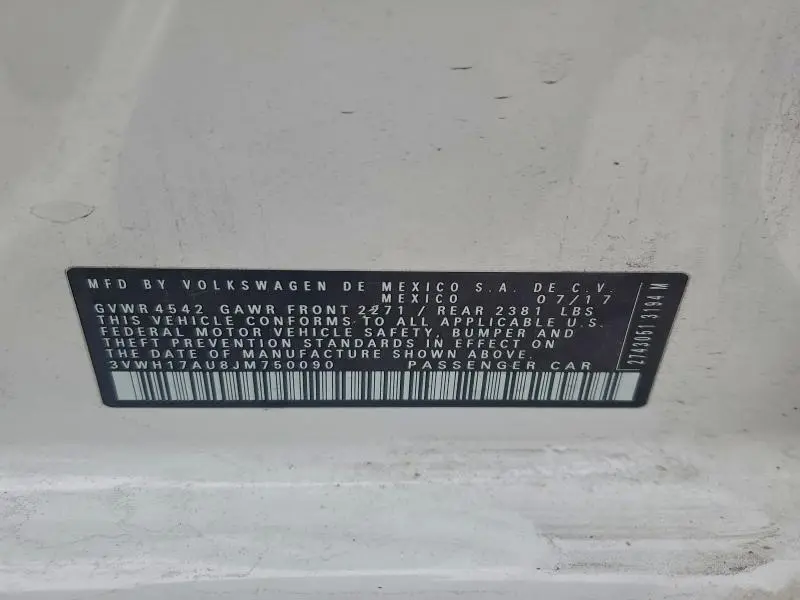 MFD BY VOLKSWAGEN DE MEXICO S.A. DE C.V.
MEXICO 07/17
GVWR 4542 GAWR FRONT 2271 / REAR 2381 LBS
THIS VEHICLE CONFORMS TO ALL APPLICABLE U.S.
FEDERAL MOTOR VEHICLE SAFETY, BUMPER AND
THEFT PREVENTION STANDARDS IN EFFECT ON
THE DATE OF MANUFACTURE SHOWN ABOVE.
3VWH17AU8JM750090 PASSENGER CAR
2743051 3194 M